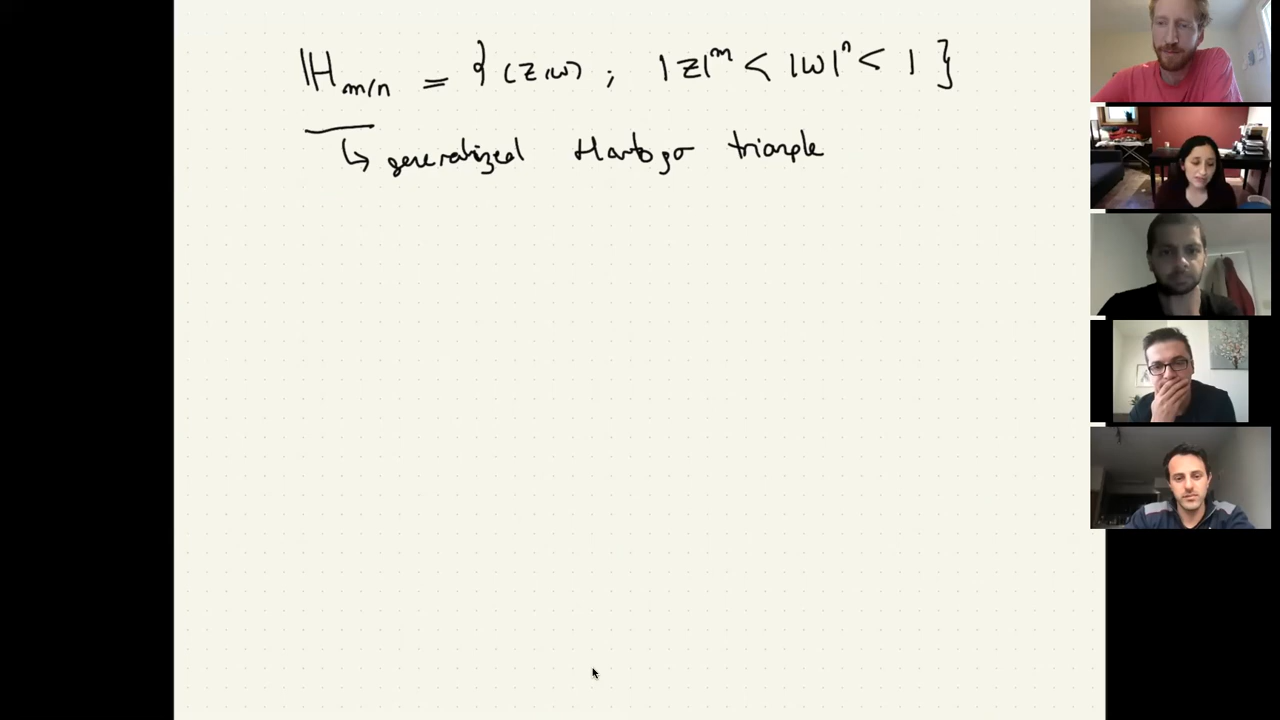 ℍ_{m/n} = {(z,w) ; |z|^m < |w|^n < 1}
↳ generalized Hartogs triangle